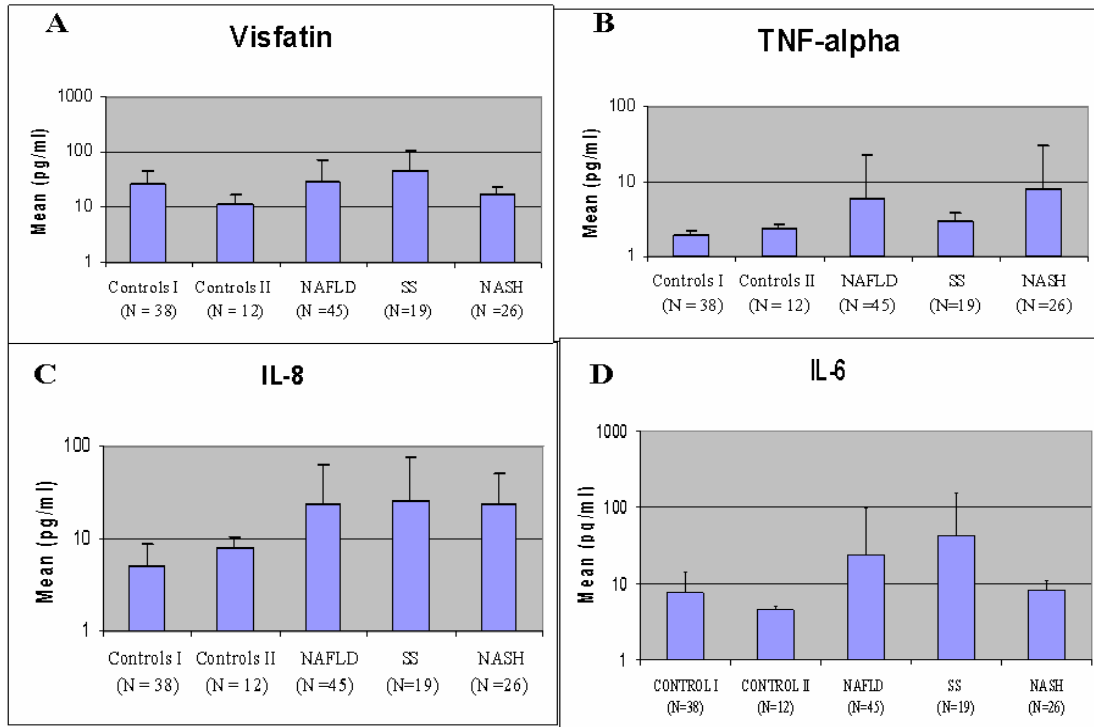 A
Visfatin
Mean (pg/ml)
1000
100
10
1
Controls I Controls II NAFLD SS NASH
(N = 38) (N = 12) (N =45) (N=19) (N =26)
B
TNF-alpha
Mean (pg/ml)
100
10
1
Controls I Controls II NAFLD SS NASH
(N = 38) (N = 12) (N =45) (N=19) (N =26)
C
IL-8
Mean (pg/ml)
100
10
1
Controls I Controls II NAFLD SS NASH
(N = 38) (N = 12) (N =45) (N=19) (N =26)
D
IL-6
Mean (pg/ml)
1000
100
10
1
CONTROL I CONTROL II NAFLD SS NASH
(N=38) (N=12) (N=45) (N=19) (N=26)